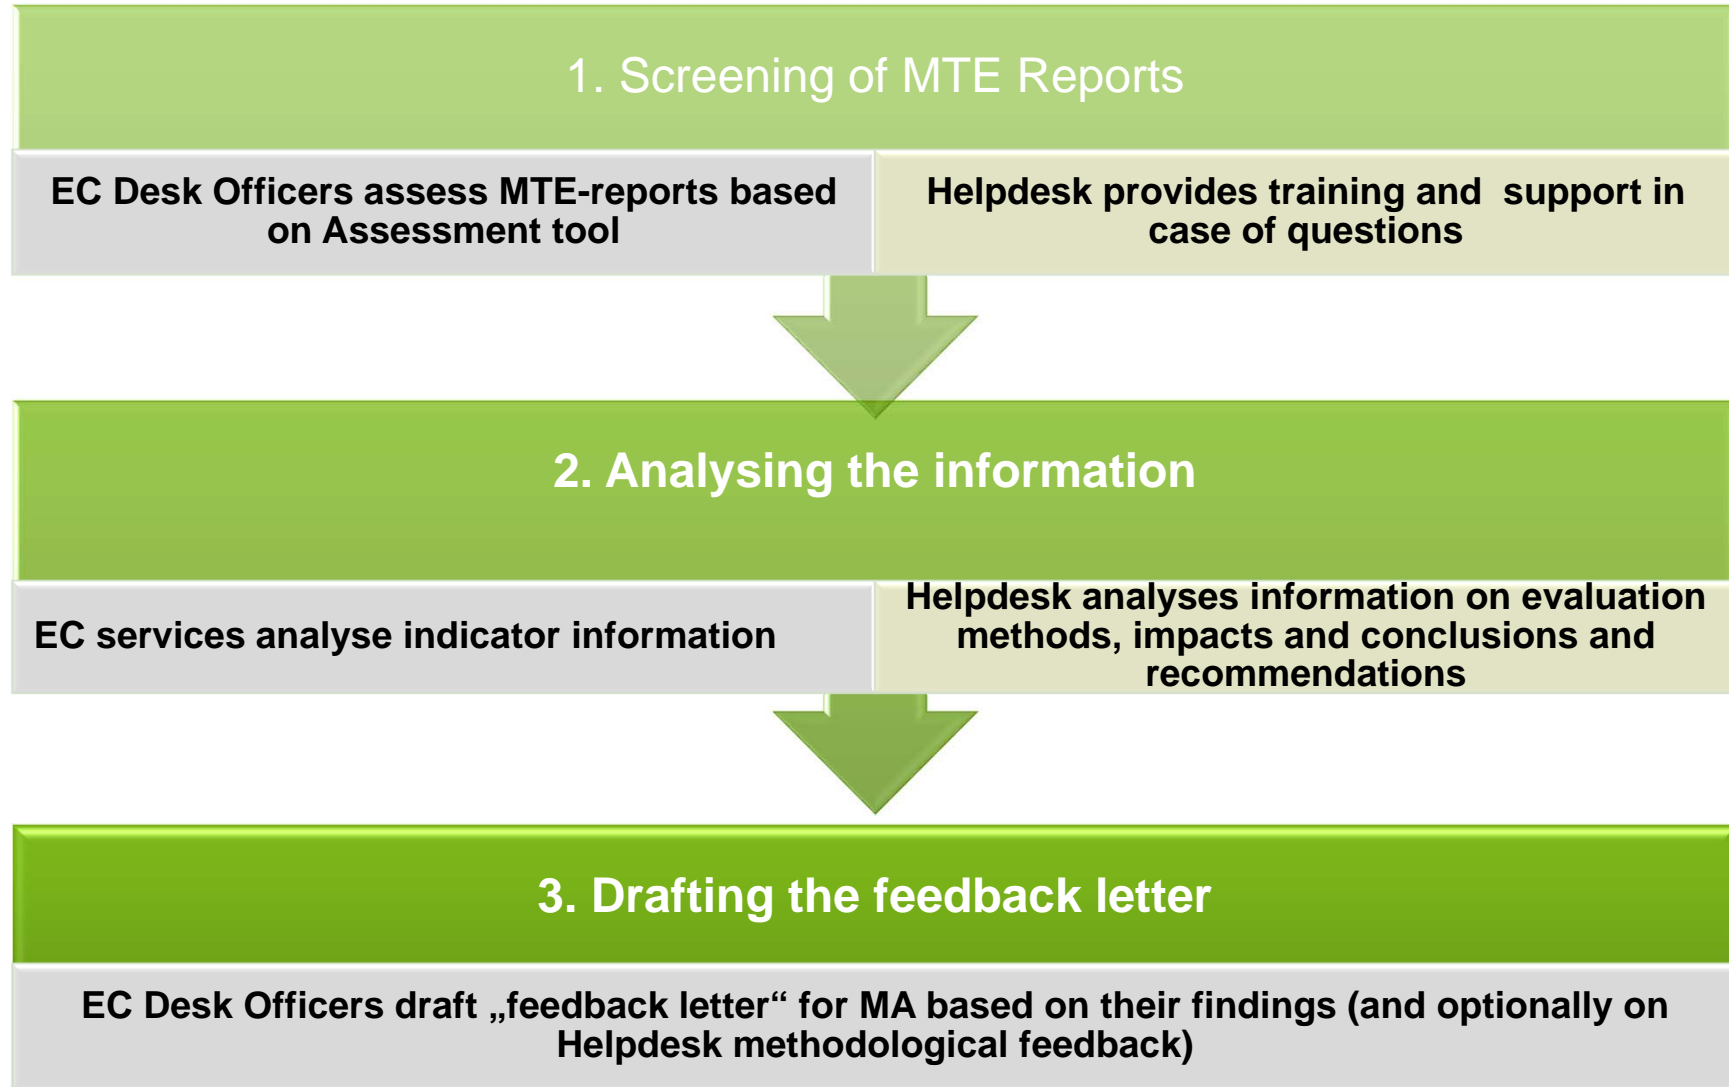 1. Screening of MTE Reports
EC Desk Officers assess MTE-reports based
on Assessment tool
Helpdesk provides training and  support in
case of questions
2. Analysing the information
EC services analyse indicator information
Helpdesk analyses information on evaluation
methods, impacts and conclusions and
recommendations
3. Drafting the feedback letter
EC Desk Officers draft „feedback letter“ for MA based on their findings (and optionally on
Helpdesk methodological feedback)